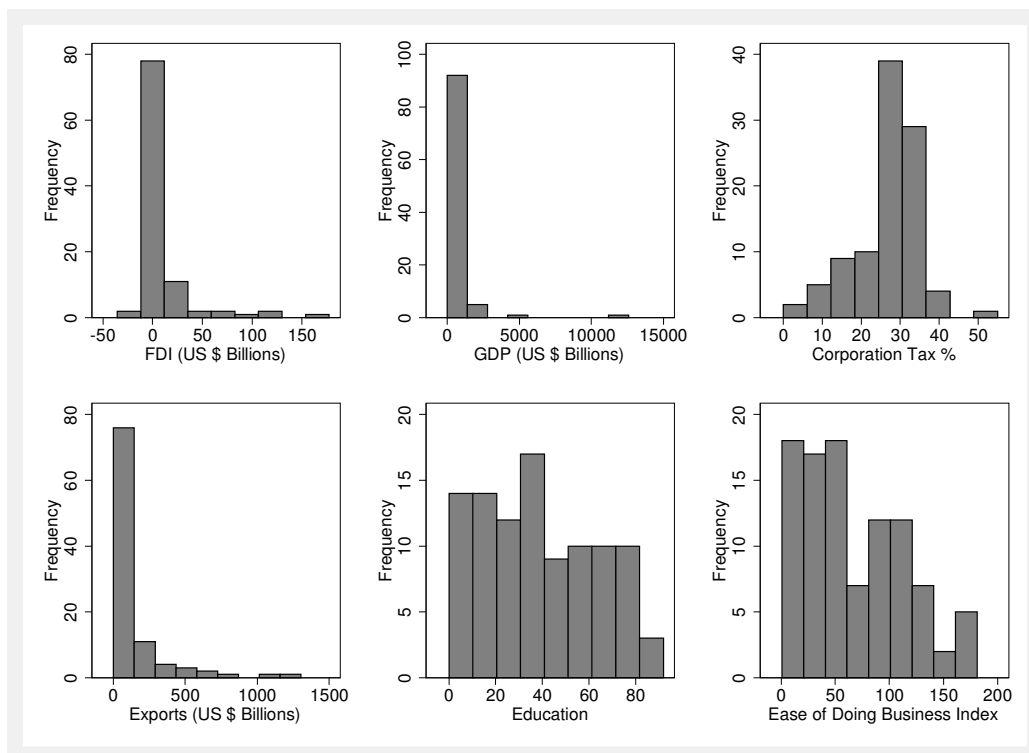 Frequency
80
60
40
20
0
-50 0 50 100 150
FDI (US $ Billions)
Frequency
100
80
60
40
20
0
0 5000 10000 15000
GDP (US $ Billions)
Frequency
40
30
20
10
0
0 10 20 30 40 50
Corporation Tax %
Frequency
80
60
40
20
0
0 500 1000 1500
Exports (US $ Billions)
Frequency
20
15
10
5
0
0 20 40 60 80
Education
Frequency
20
15
10
5
0
0 50 100 150 200
Ease of Doing Business Index